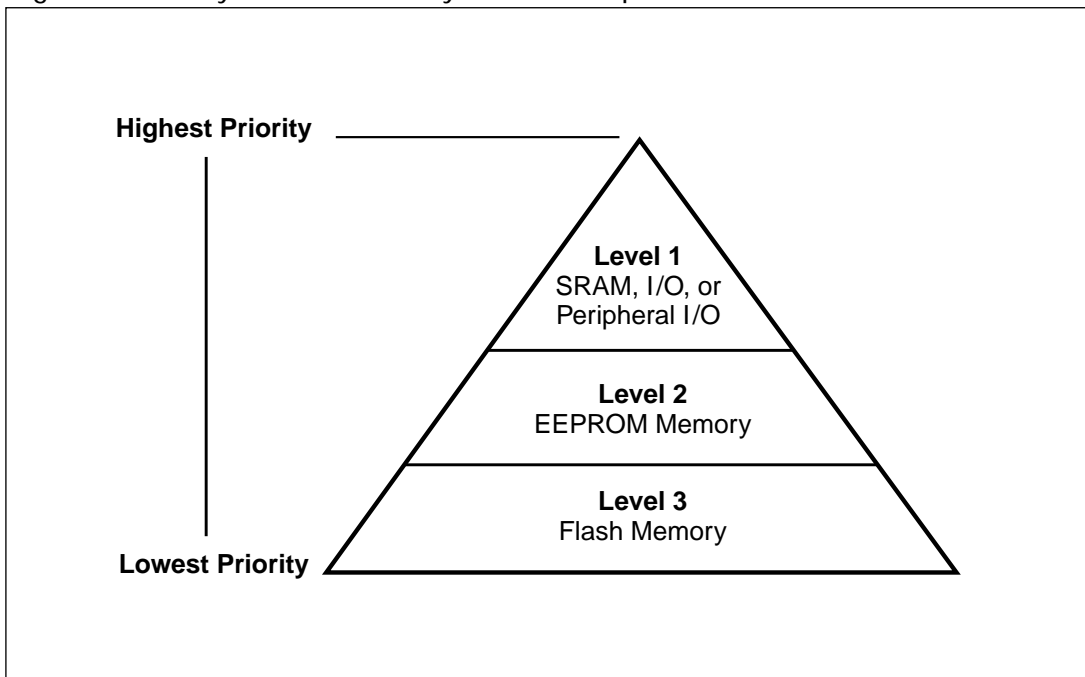 Highest Priority
Level 1
SRAM, I/O, or
Peripheral I/O
Level 2
EEPROM Memory
Level 3
Flash Memory
Lowest Priority